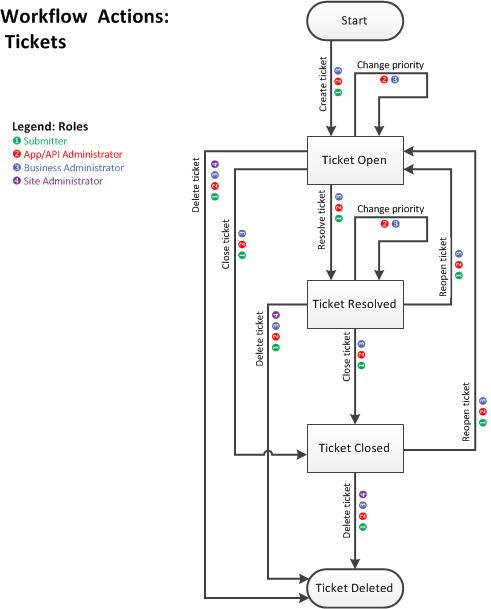 Workflow Actions:
Tickets
Start
Create ticket
3 2 1
Change priority
2 3
Legend: Roles
1 Submitter
2 App/API Administrator
3 Business Administrator
4 Site Administrator
Ticket Open
Delete ticket
4 3 2 1
Close ticket
3 2 1
Resolve ticket
3 2 1
Change priority
2 3
Reopen ticket
3 2 1
Ticket Resolved
Delete ticket
4 3 2 1
Close ticket
3 2 1
Reopen ticket
3 2 1
Ticket Closed
Delete ticket
4 3 2 1
Ticket Deleted